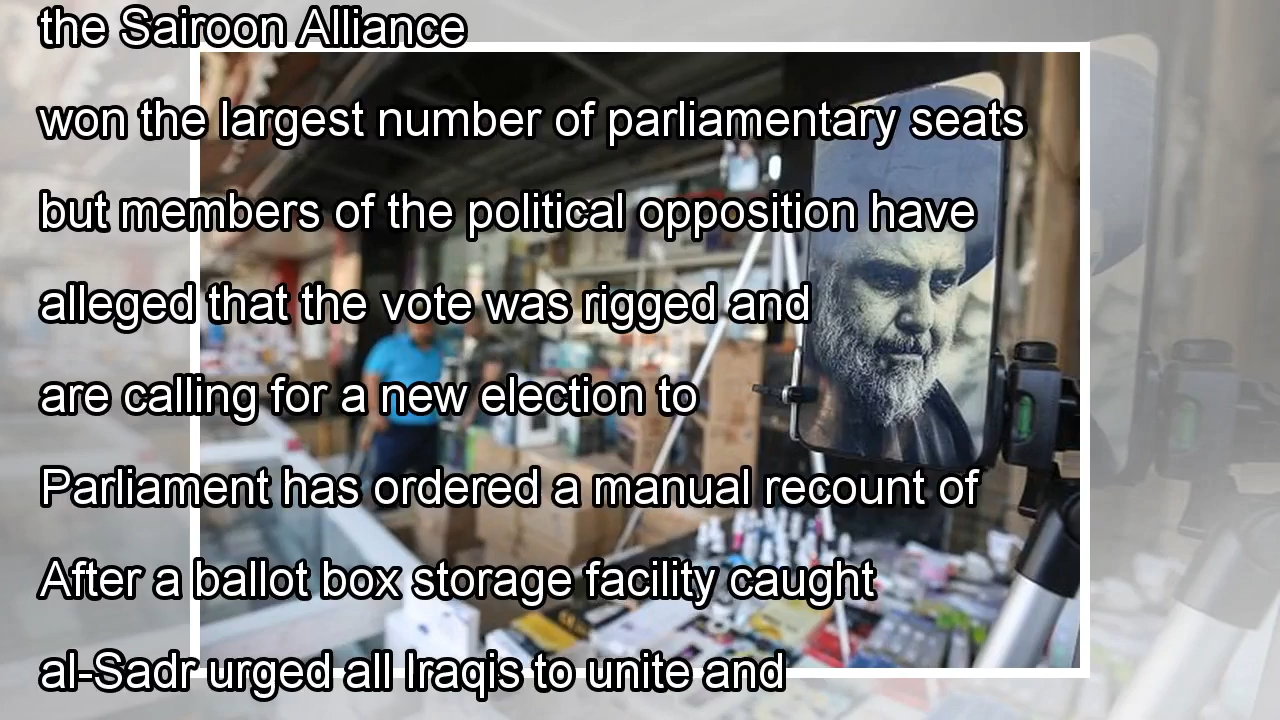 the Sairoon Alliance
won the largest number of parliamentary seats
but members of the political opposition have
alleged that the vote was rigged and
are calling for a new election to
Parliament has ordered a manual recount of
After a ballot box storage facility caught
al-Sadr urged all Iraqis to unite and